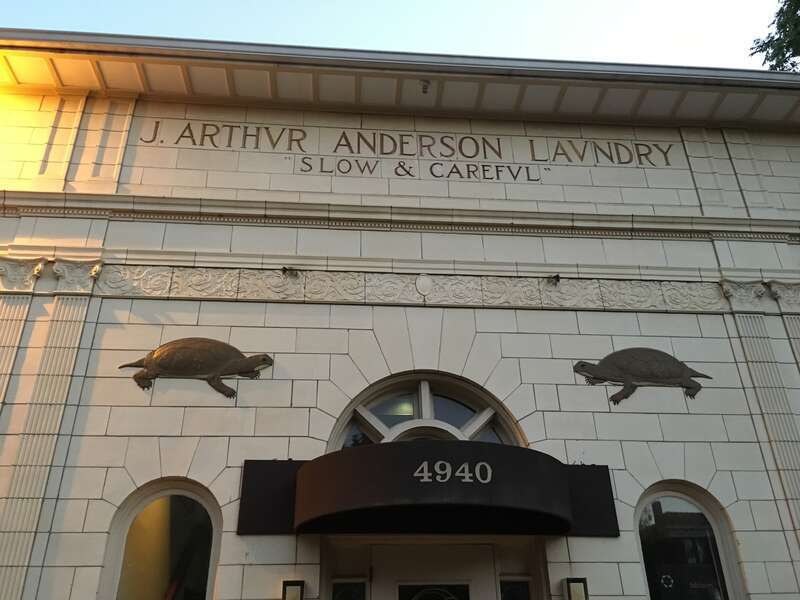 J. ARTHVR ANDERSON LAVNDRY
"SLOW & CAREFVL"
4940